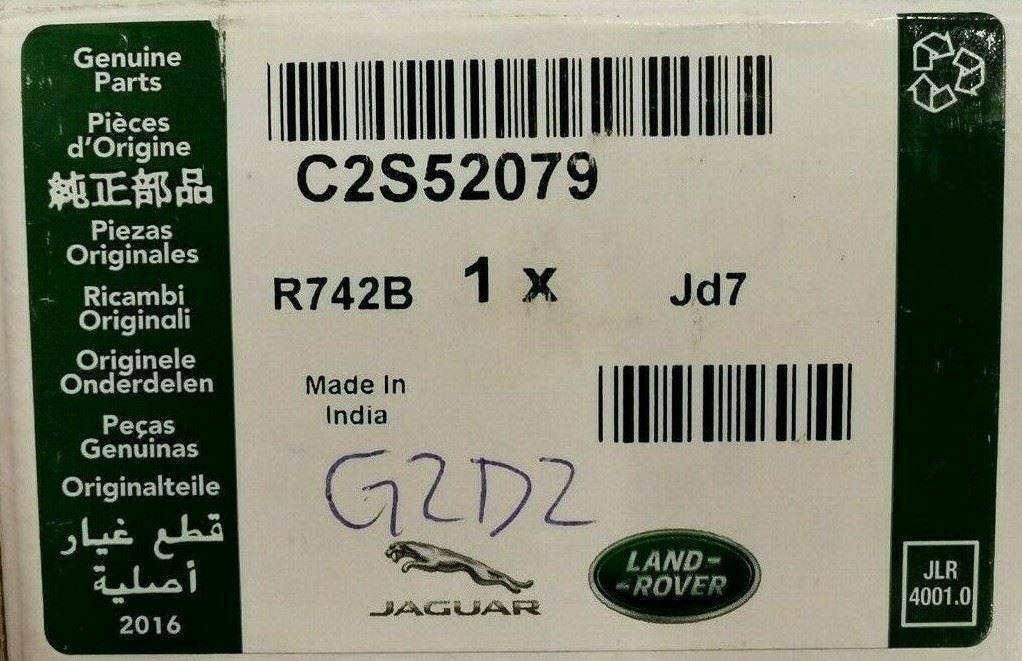 Genuine
Parts
Pièces
d'Origine
純正部品
Piezas
Originales
Ricambi
Originali
Originele
Onderdelen
Peças
Genuinas
Originalteile
قطع غيار
أصلية
2016
C2S52079
R742B 1 x Jd7
Made In
India
G2D2
JAGUAR
LAND-
-ROVER
JLR
4001.0